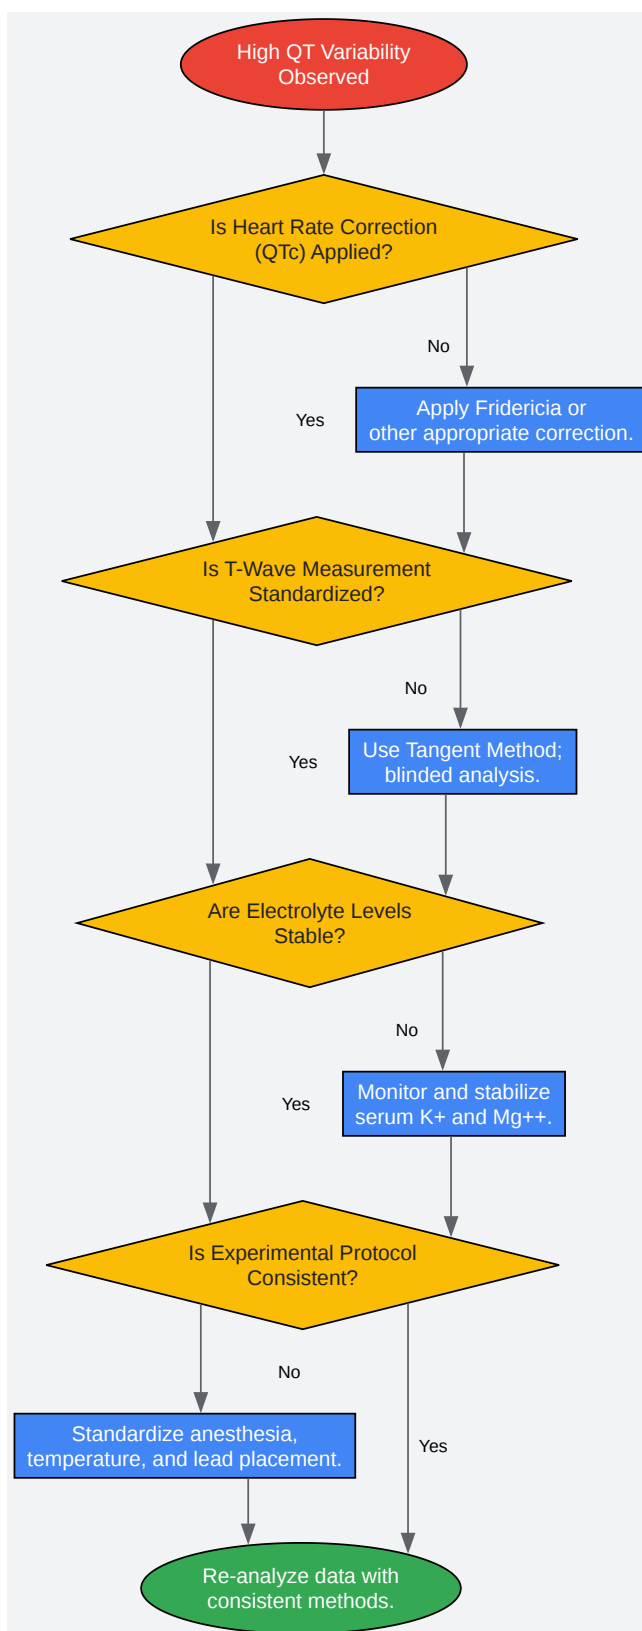 High QT Variability
Observed
Is Heart Rate Correction
(QTc) Applied?
No
Yes
Apply Fridericia or
other appropriate correction.
Is T-Wave Measurement
Standardized?
No
Yes
Use Tangent Method;
blinded analysis.
Are Electrolyte Levels
Stable?
No
Yes
Monitor and stabilize
serum K+ and Mg++.
Is Experimental Protocol
Consistent?
No
Yes
Standardize anesthesia,
temperature, and lead placement.
Re-analyze data with
consistent methods.